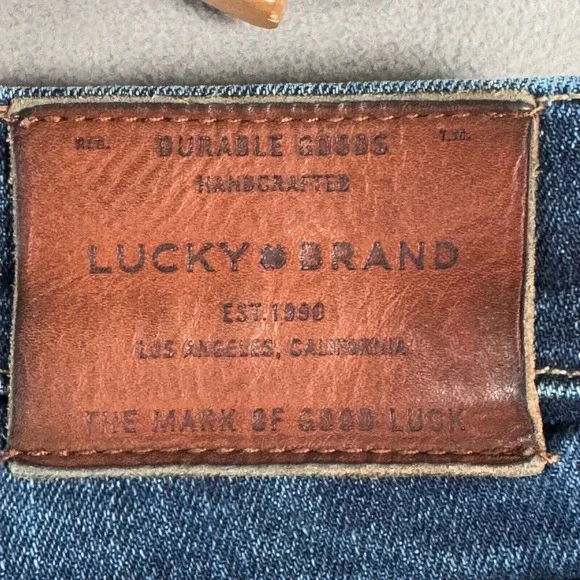 REG. DURABLE GOODS T.M.
HANDCRAFTED
LUCKY BRAND
EST. 1990
LOS ANGELES, CALIFORNIA
THE MARK OF GOOD LUCK